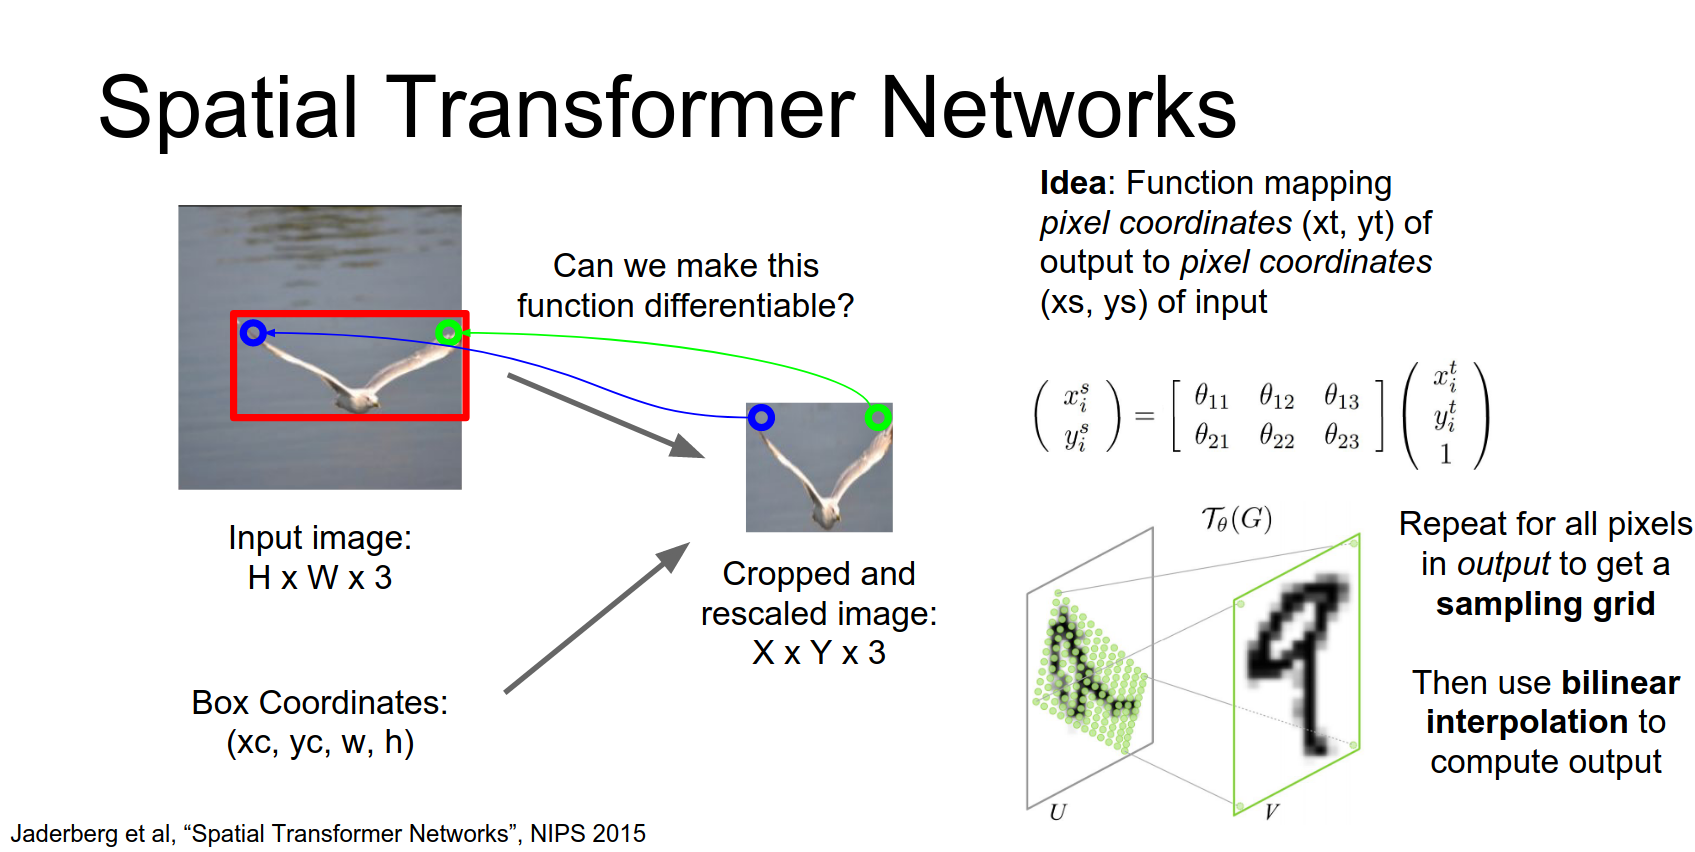 Spatial Transformer Networks
Can we make this
function differentiable?
Input image:
H x W x 3
Box Coordinates:
(xc, yc, w, h)
Cropped and
rescaled image:
X x Y x 3
Idea: Function mapping
pixel coordinates (xt, yt) of
output to pixel coordinates
(xs, ys) of input
\begin{pmatrix} x_i^s \\ y_i^s \end{pmatrix} = \begin{bmatrix} \theta_{11} & \theta_{12} & \theta_{13} \\ \theta_{21} & \theta_{22} & \theta_{23} \end{bmatrix} \begin{pmatrix} x_i^t \\ y_i^t \\ 1 \end{pmatrix}
\mathcal{T}_\theta(G)
U
V
Repeat for all pixels
in output to get a
sampling grid
Then use bilinear
interpolation to
compute output
Jaderberg et al, “Spatial Transformer Networks”, NIPS 2015